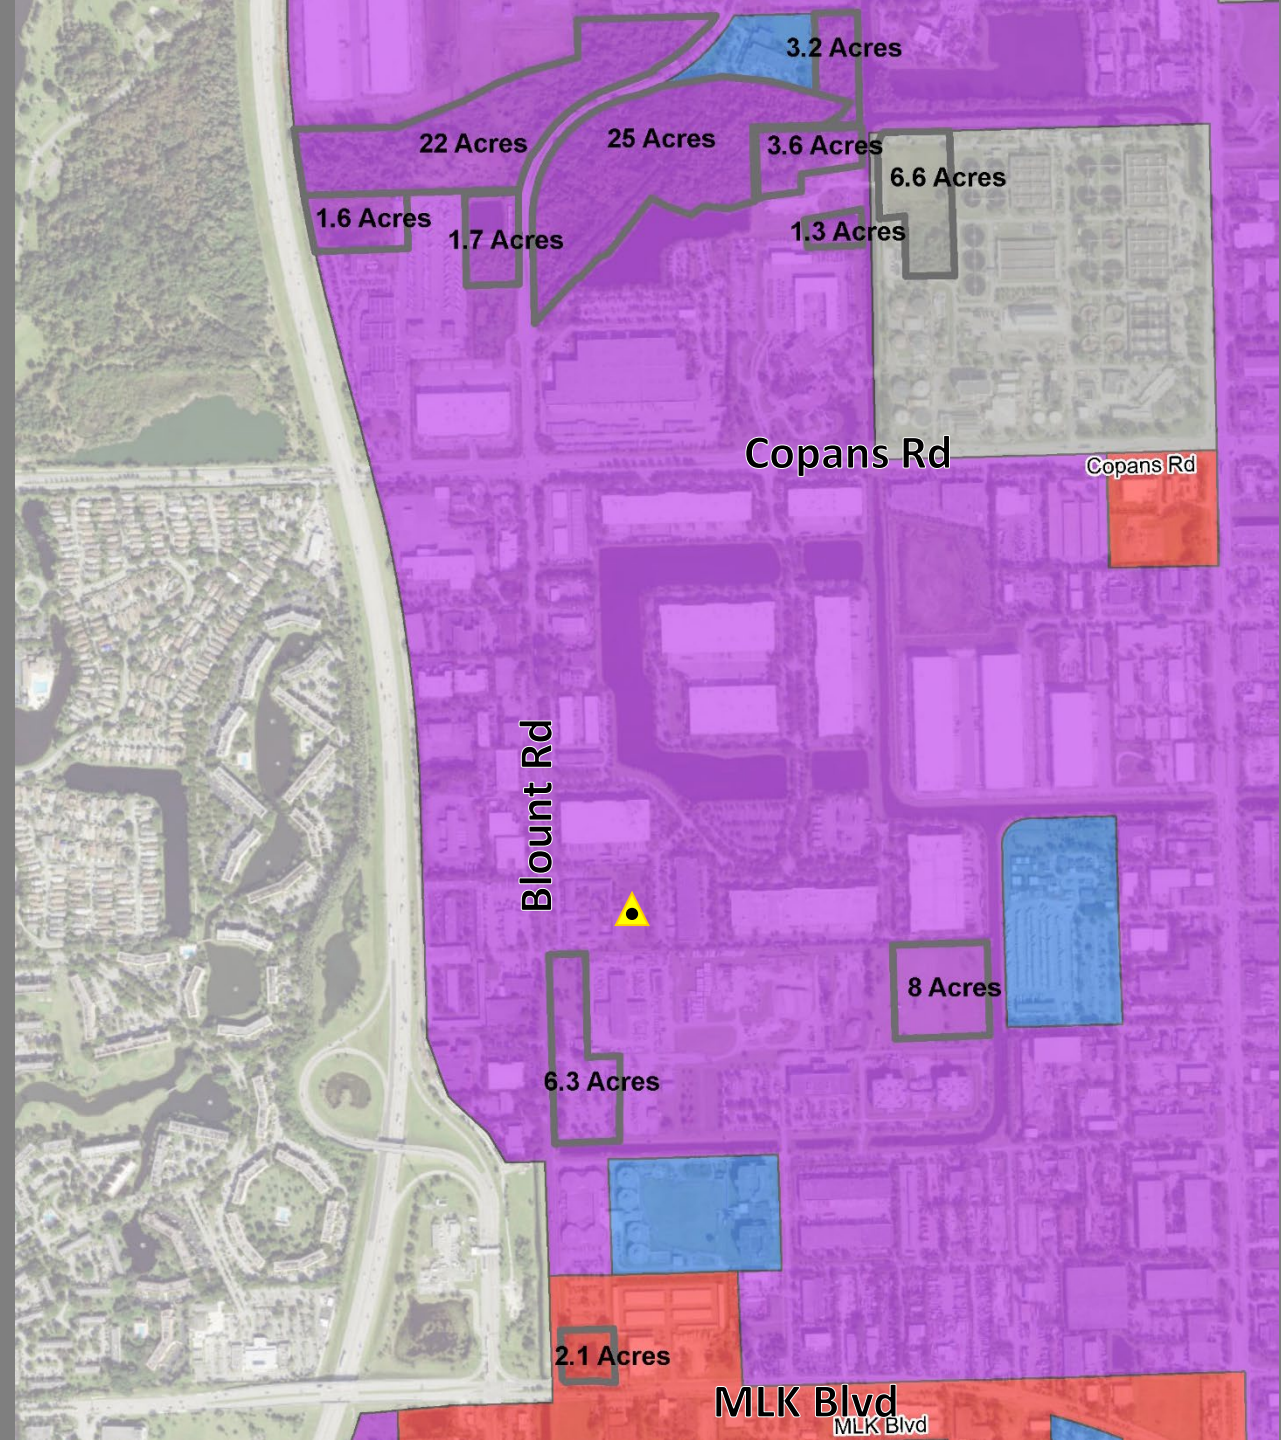 3.2 Acres
22 Acres
25 Acres
3.6 Acres
6.6 Acres
1.6 Acres
1.7 Acres
1.3 Acres
Copans Rd
Copans Rd
Blount Rd
8 Acres
6.3 Acres
2.1 Acres
MLK Blvd
MLK Blvd